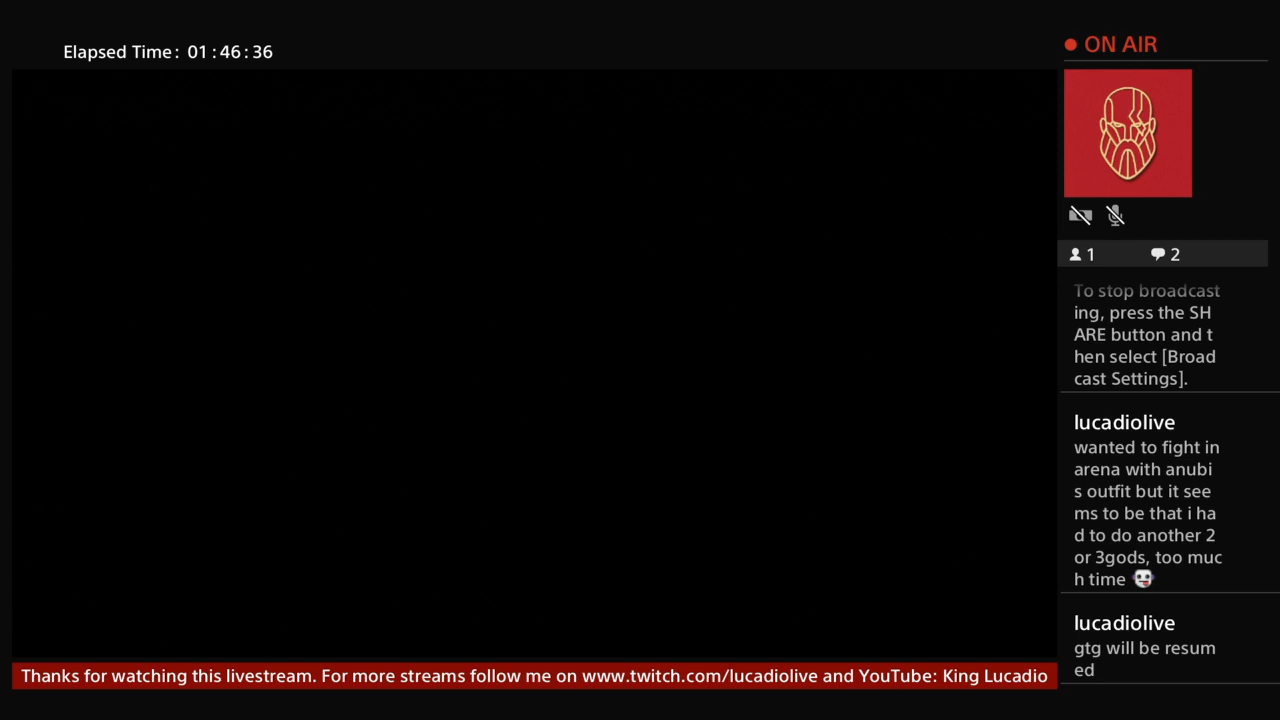 Elapsed Time: 01:46:36
ON AIR
1 2
To stop broadcast
ing, press the SH
ARE button and t
hen select [Broad
cast Settings].
lucadiolive
wanted to fight in
arena with anubi
s outfit but it see
ms to be that i ha
d to do another 2
or 3gods, too muc
h time
lucadiolive
gtg will be resum
ed
Thanks for watching this livestream. For more streams follow me on www.twitch.com/lucadiolive and YouTube: King Lucadio